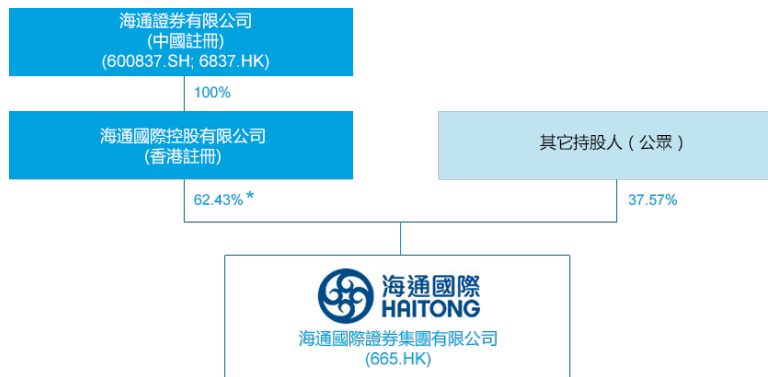 海通證券有限公司
(中國註冊)
(600837.SH; 6837.HK)
100%
海通國際控股有限公司
(香港註冊)
其它持股人（公眾）
62.43%*
37.57%
海通國際
HAITONG
海通國際證券集團有限公司
(665.HK)